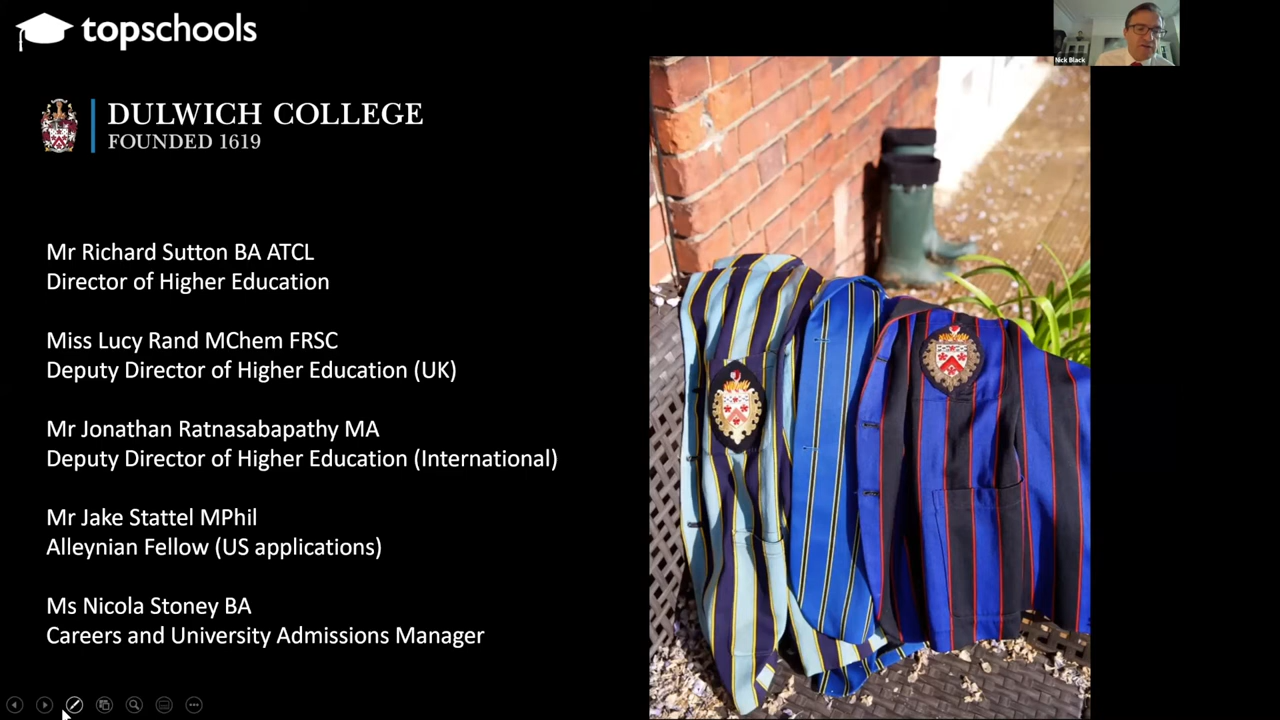 topschools
Nick Black
DULWICH COLLEGE
FOUNDED 1619
Mr Richard Sutton BA ATCL
Director of Higher Education
Miss Lucy Rand MChem FRSC
Deputy Director of Higher Education (UK)
Mr Jonathan Ratnasabapathy MA
Deputy Director of Higher Education (International)
Mr Jake Stattel MPhil
Alleynian Fellow (US applications)
Ms Nicola Stoney BA
Careers and University Admissions Manager